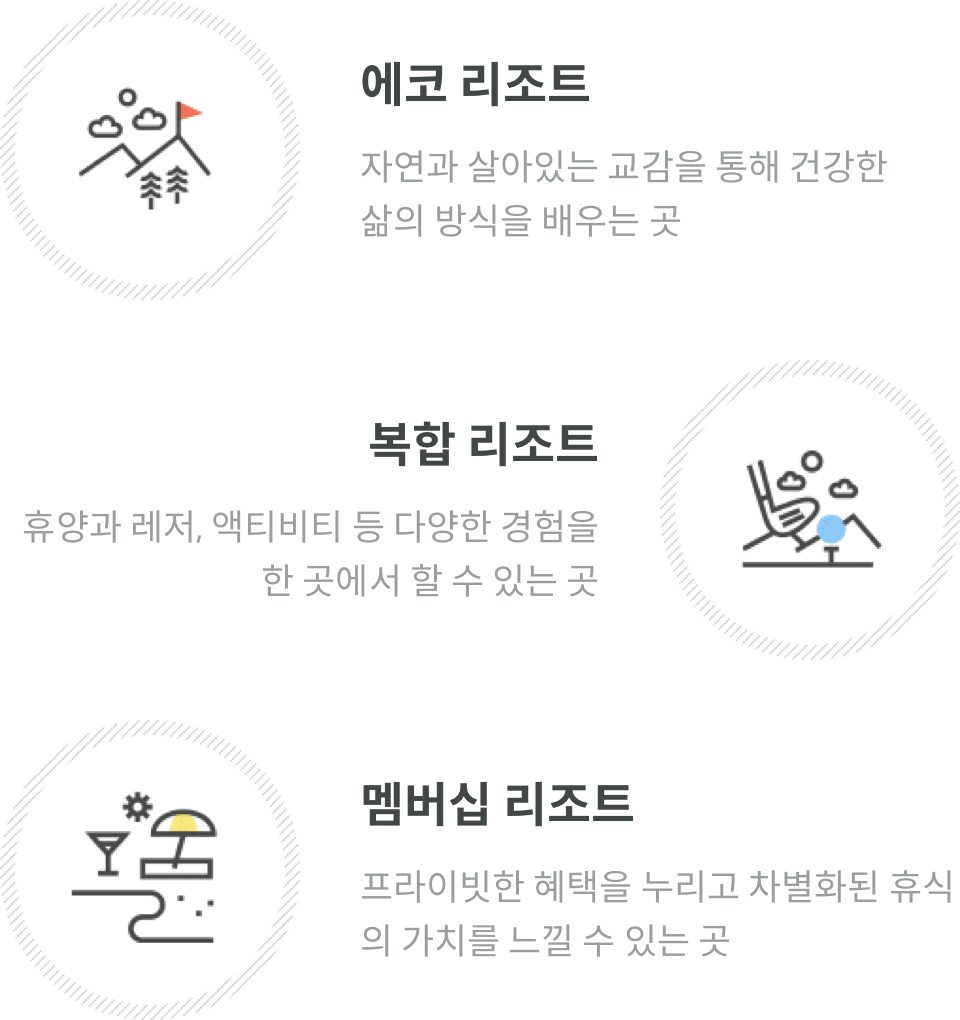 에코 리조트
자연과 살아있는 교감을 통해 건강한
삶의 방식을 배우는 곳
복합 리조트
휴양과 레저, 액티비티 등 다양한 경험을
한 곳에서 할 수 있는 곳
멤버십 리조트
프라이빗한 혜택을 누리고 차별화된 휴식
의 가치를 느낄 수 있는 곳